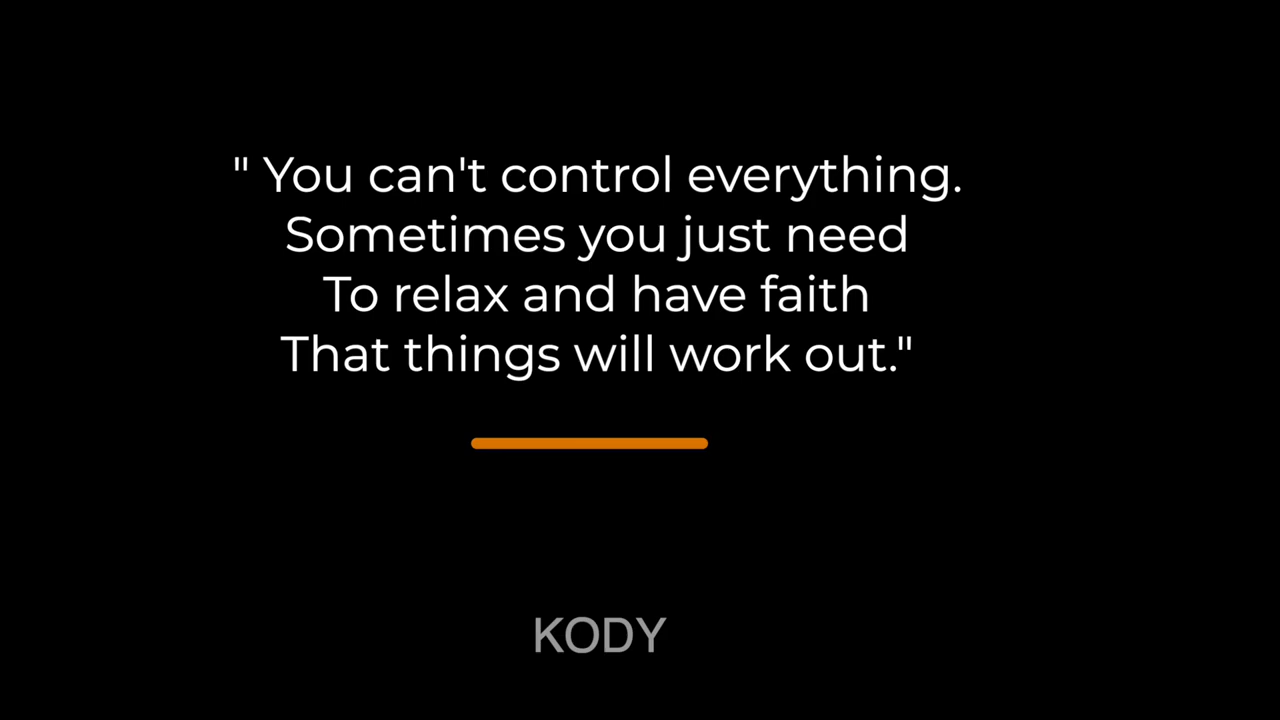 " You can't control everything.
Sometimes you just need
To relax and have faith
That things will work out."
KODY